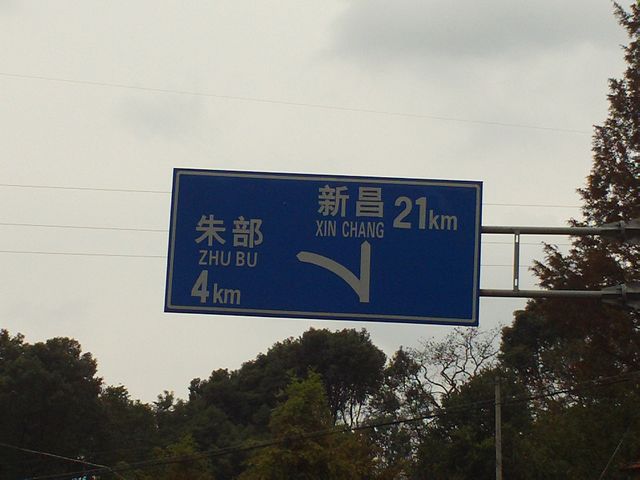 新昌 21km
XIN CHANG
朱部
ZHU BU
4km